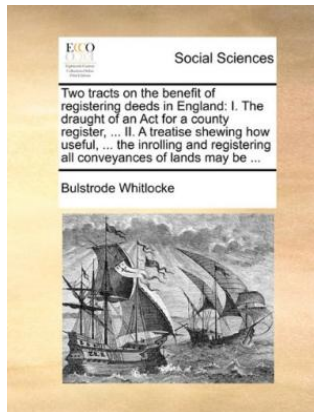 ECCO
Social Sciences
Two tracts on the benefit of
registering deeds in England: I. The
draught of an Act for a county
register, ... II. A treatise shewing how
useful, ... the inrolling and registering
all conveyances of lands may be ...
Bulstrode Whitlocke